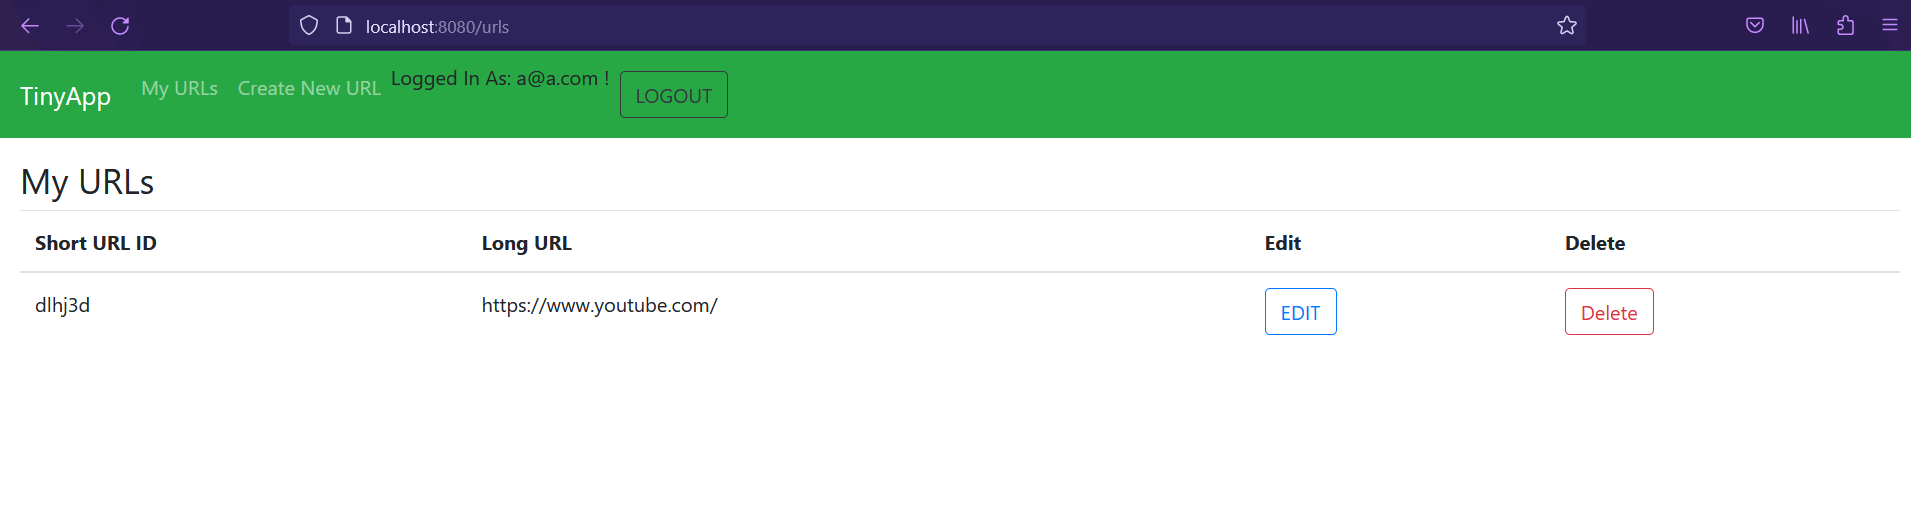 localhost:8080/urls
TinyApp My URLs Create New URL Logged In As: a@a.com ! LOGOUT
My URLs
Short URL ID Long URL Edit Delete
dlhj3d https://www.youtube.com/ EDIT Delete